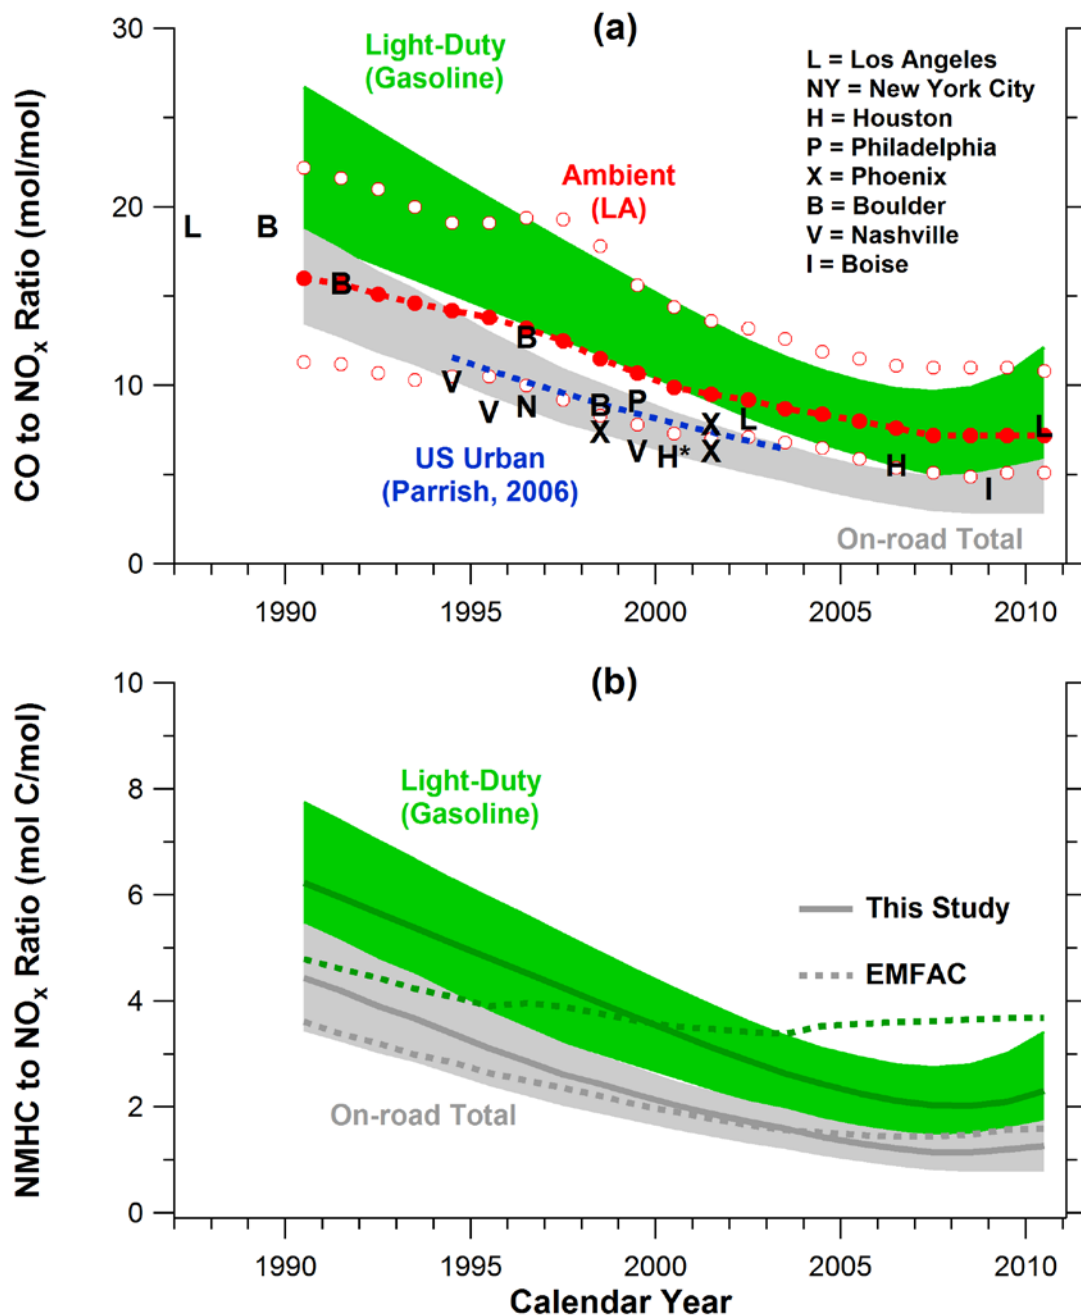 (a)
30
20
10
0
CO to NOx Ratio (mol/mol)
Light-Duty
(Gasoline)
Ambient
(LA)
L = Los Angeles
NY = New York City
H = Houston
P = Philadelphia
X = Phoenix
B = Boulder
V = Nashville
I = Boise
L
B
B
B
V
V
N
B
X
P
V
H*
X
X
L
H
I
L
US Urban
(Parrish, 2006)
On-road Total
1990
1995
2000
2005
2010
(b)
10
8
6
4
2
0
NMHC to NOx Ratio (mol C/mol)
Light-Duty
(Gasoline)
This Study
EMFAC
On-road Total
1990
1995
2000
2005
2010
Calendar Year